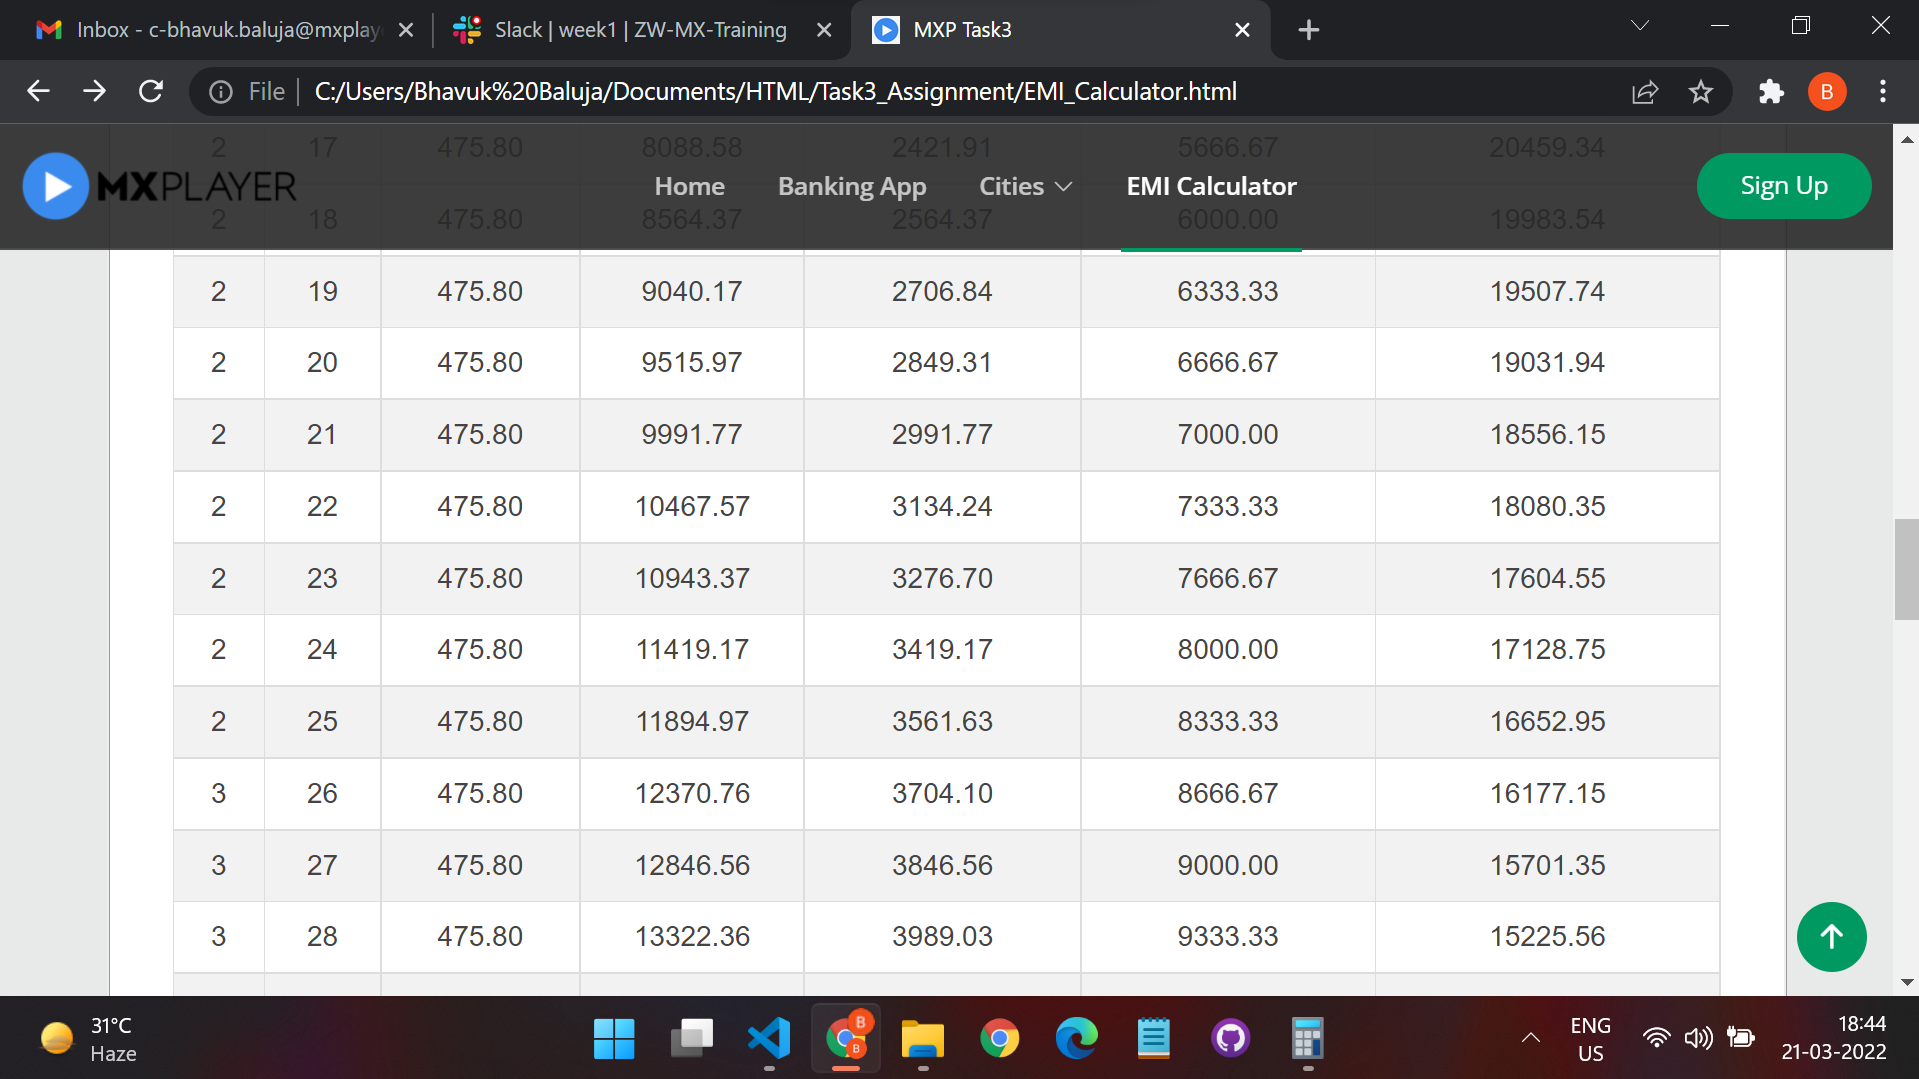 Inbox - c-bhavuk.baluja@mxplay
Slack | week1 | ZW-MX-Training
MXP Task3
File | C:/Users/Bhavuk%20Baluja/Documents/HTML/Task3_Assignment/EMI_Calculator.html
B
2 17 475.80 8088.58 2421.91 5666.67 20459.34
MXPLAYER Home Banking App Cities EMI Calculator Sign Up
2 18 475.80 8564.37 2564.37 6000.00 19983.54
2 19 475.80 9040.17 2706.84 6333.33 19507.74
2 20 475.80 9515.97 2849.31 6666.67 19031.94
2 21 475.80 9991.77 2991.77 7000.00 18556.15
2 22 475.80 10467.57 3134.24 7333.33 18080.35
2 23 475.80 10943.37 3276.70 7666.67 17604.55
2 24 475.80 11419.17 3419.17 8000.00 17128.75
2 25 475.80 11894.97 3561.63 8333.33 16652.95
3 26 475.80 12370.76 3704.10 8666.67 16177.15
3 27 475.80 12846.56 3846.56 9000.00 15701.35
3 28 475.80 13322.36 3989.03 9333.33 15225.56
31°C
Haze
B
B
ENG
US
18:44
21-03-2022